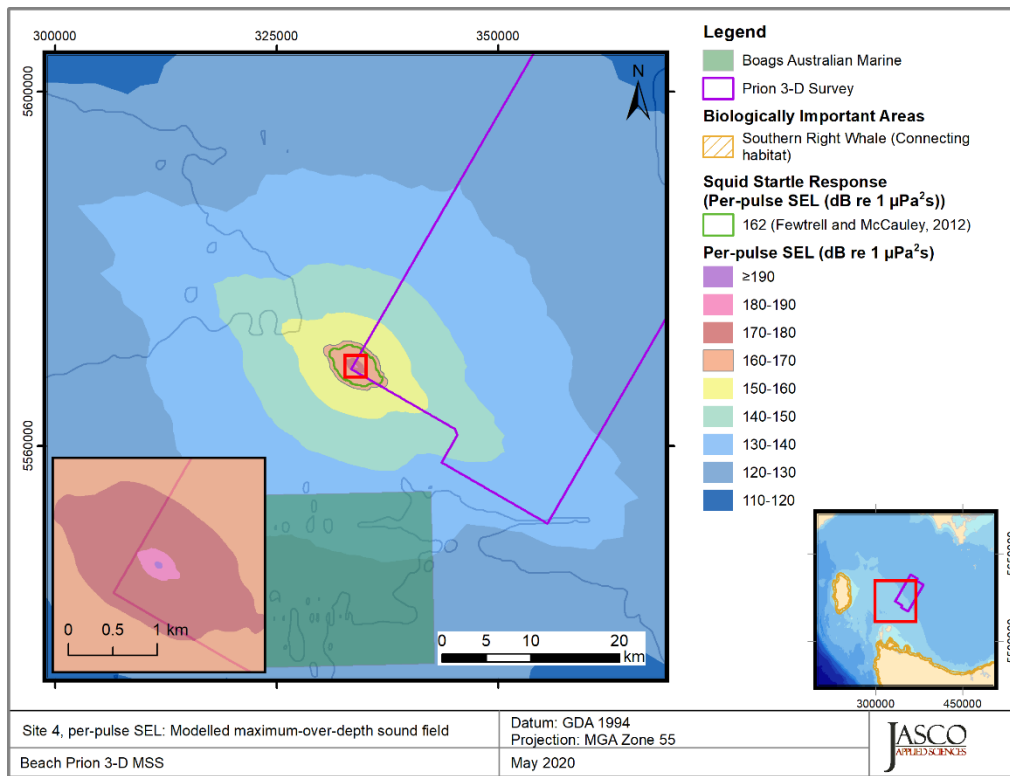 300000 325000 350000
5600000
5560000
N
0 0.5 1 km
0 5 10 20
km
Legend
Boags Australian Marine
Prion 3-D Survey
Biologically Important Areas
Southern Right Whale (Connecting
habitat)
Squid Startle Response
(Per-pulse SEL (dB re 1 µPa²s))
162 (Fewtrell and McCauley, 2012)
Per-pulse SEL (dB re 1 µPa²s)
≥190
180-190
170-180
160-170
150-160
140-150
130-140
120-130
110-120
300000 450000
Site 4, per-pulse SEL: Modelled maximum-over-depth sound field
Datum: GDA 1994
Projection: MGA Zone 55
Beach Prion 3-D MSS
May 2020
JASCO
APPLIED SCIENCES